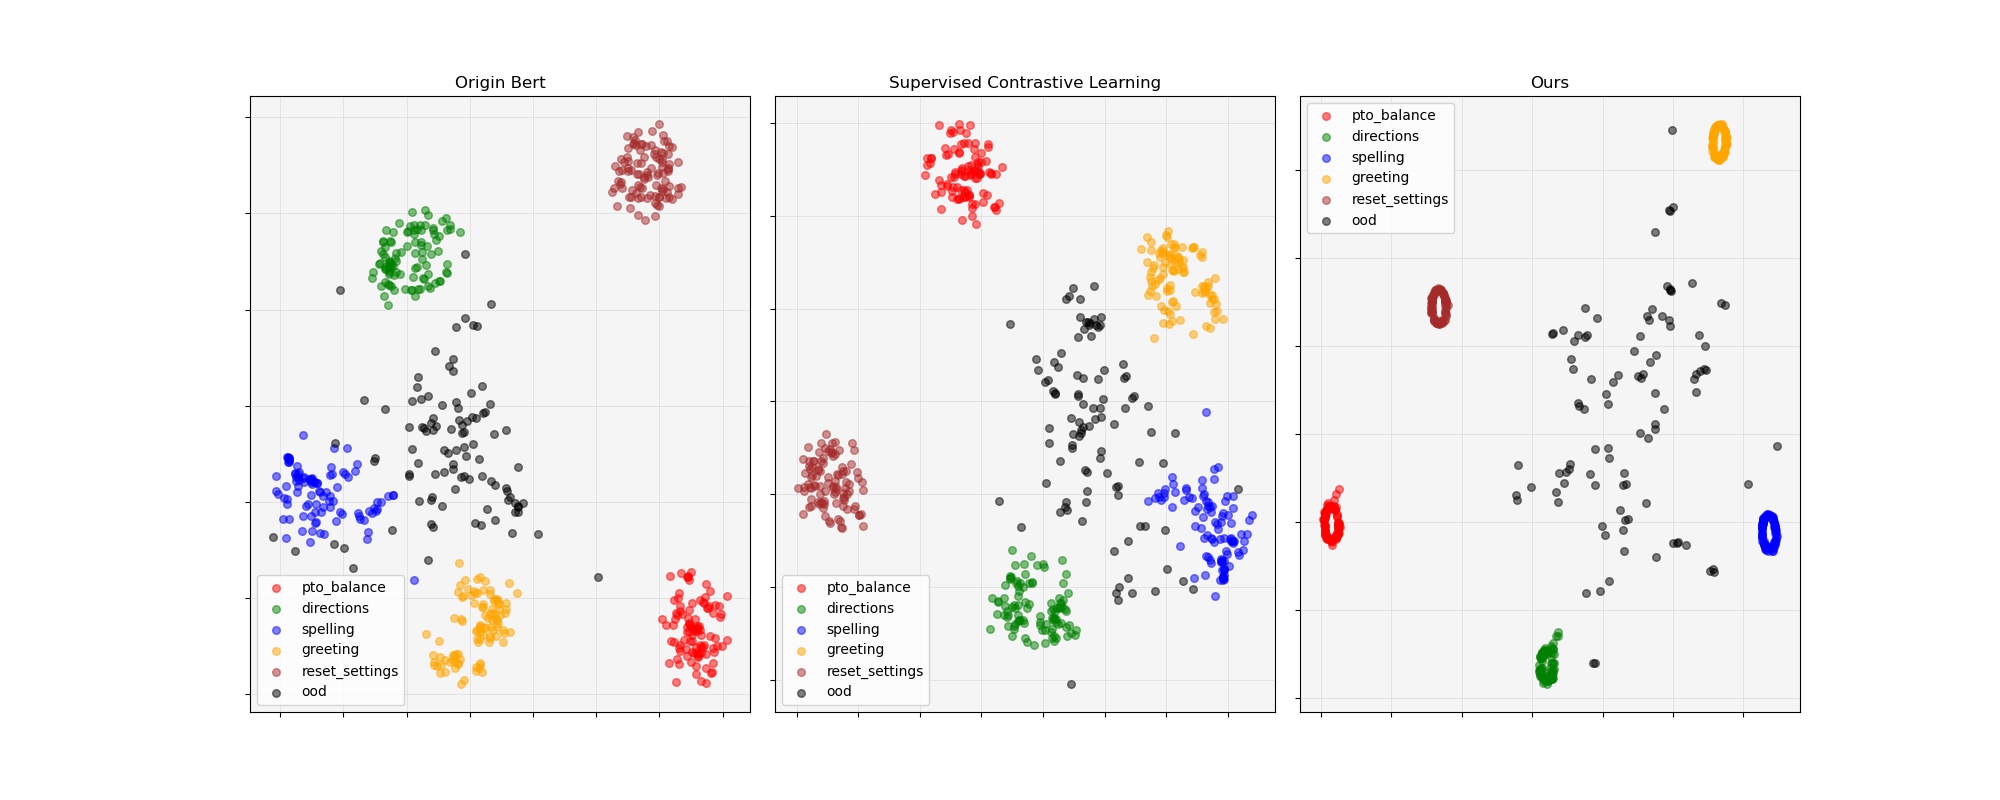 Origin Bert
pto_balance
directions
spelling
greeting
reset_settings
ood
Supervised Contrastive Learning
pto_balance
directions
spelling
greeting
reset_settings
ood
Ours
pto_balance
directions
spelling
greeting
reset_settings
ood